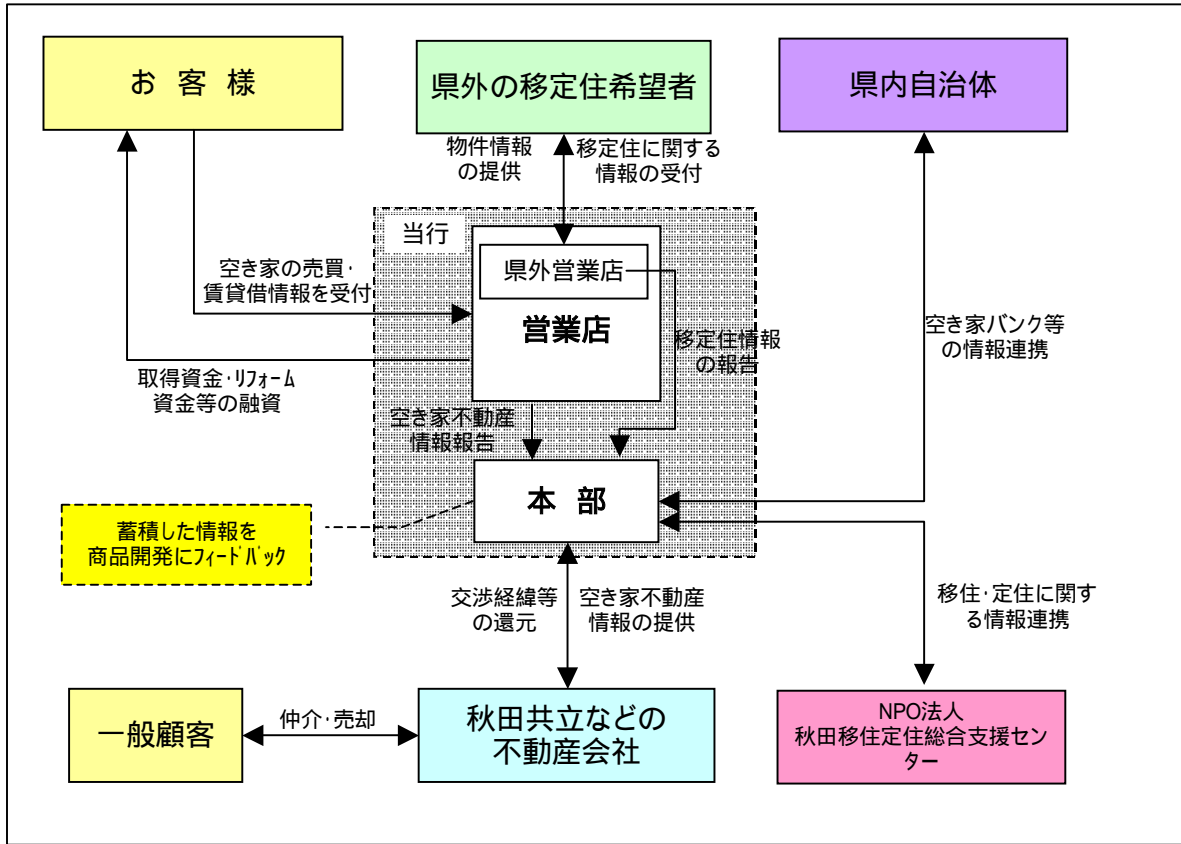 お 客 様
県外の移定住希望者
県内自治体
物件情報
の提供
移定住に関する
情報の受付
当行
県外営業店
営業店
空き家の売買・
賃貸借情報を受付
移定住情報
の報告
空き家バンク等
の情報連携
取得資金・ﾘﾌｫｰﾑ
資金等の融資
空き家不動産
情報報告
本 部
蓄積した情報を
商品開発にﾌｨｰﾄﾞﾊﾞｯｸ
交渉経緯等
の還元
空き家不動産
情報の提供
移住・定住に関す
る情報連携
一般顧客
仲介・売却
秋田共立などの
不動産会社
NPO法人
秋田移住定住総合支援セン
ター